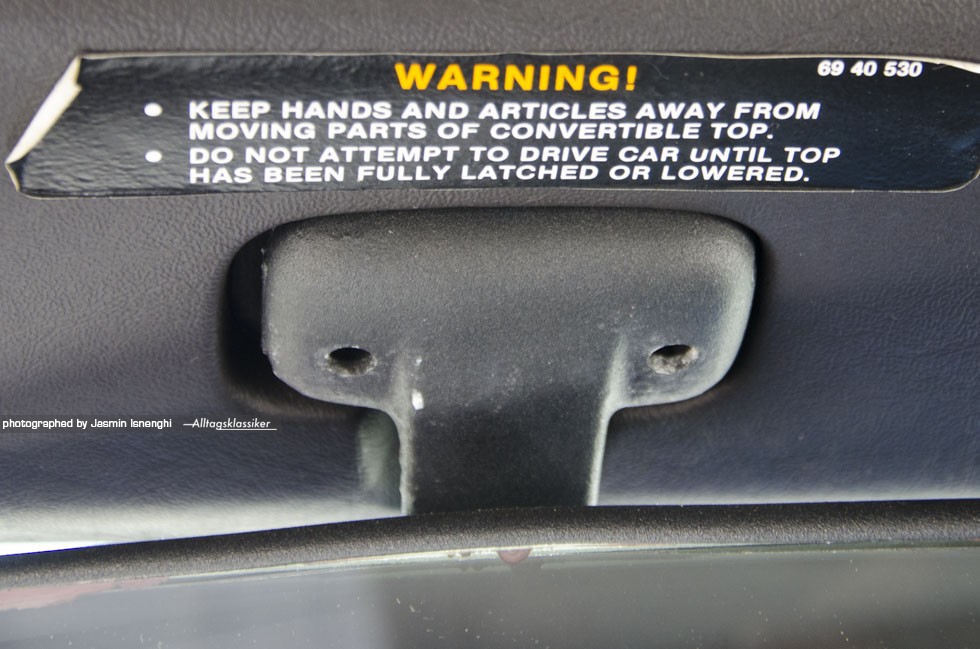 WARNING!
69 40 530
• KEEP HANDS AND ARTICLES AWAY FROM
MOVING PARTS OF CONVERTIBLE TOP.
• DO NOT ATTEMPT TO DRIVE CAR UNTIL TOP
HAS BEEN FULLY LATCHED OR LOWERED.
photographed by Jasmin Isnenghi —Alltagsklassiker